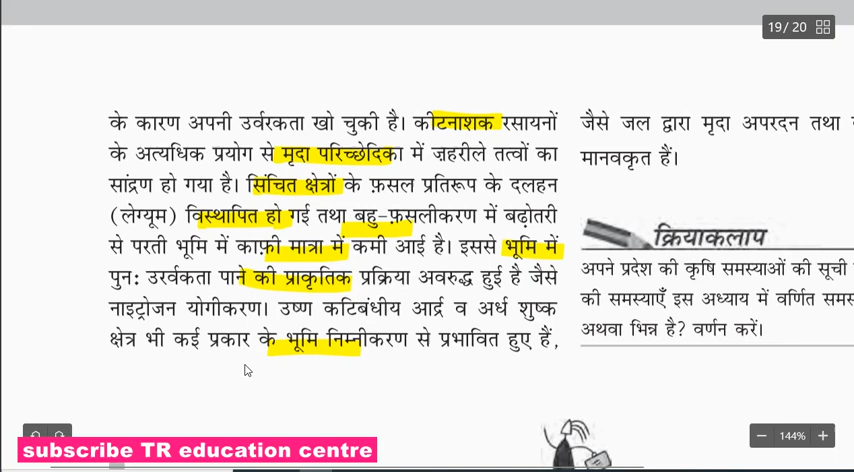 19 / 20
के कारण अपनी उर्वरकता खो चुकी है। कीटनाशक रसायनों
के अत्यधिक प्रयोग से मृदा परिच्छेदिका में ज़हरीले तत्वों का
सांद्रण हो गया है। सिंचित क्षेत्रों के फ़सल प्रतिरूप के दलहन
(लेग्यूम) विस्थापित हो गई तथा बहु-फ़सलीकरण में बढ़ोतरी
से परती भूमि में काफ़ी मात्रा में कमी आई है। इससे भूमि में
पुन: उरर्वकता पाने की प्राकृतिक प्रक्रिया अवरुद्ध हुई है जैसे
नाइट्रोजन योगीकरण। उष्ण कटिबंधीय आर्द्र व अर्ध शुष्क
क्षेत्र भी कई प्रकार के भूमि निम्नीकरण से प्रभावित हुए हैं,
जैसे जल द्वारा मृदा अपरदन तथा
मानवकृत हैं।
क्रियाकलाप
अपने प्रदेश की कृषि समस्याओं की सूची
की समस्याएँ इस अध्याय में वर्णित
अथवा भिन्न है? वर्णन करें।
144%
subscribe TR education centre